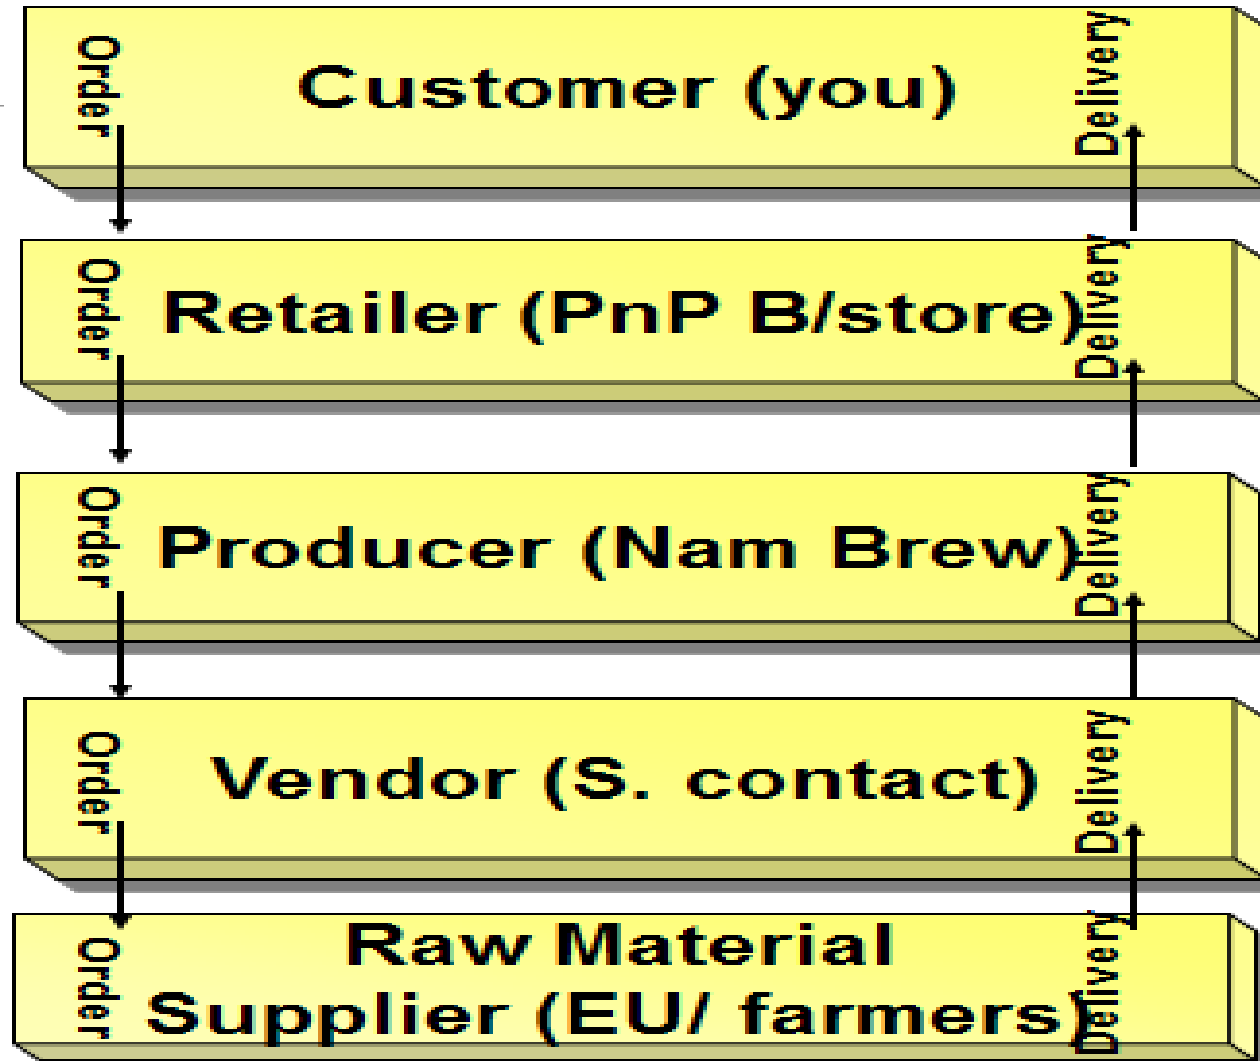 Order
Customer (you)
Delivery
Order
Retailer (PnP B/store)
Delivery
Order
Producer (Nam Brew)
Delivery
Order
Vendor (S. contact)
Delivery
Order
Raw Material
Supplier (EU/ farmers)
Delivery